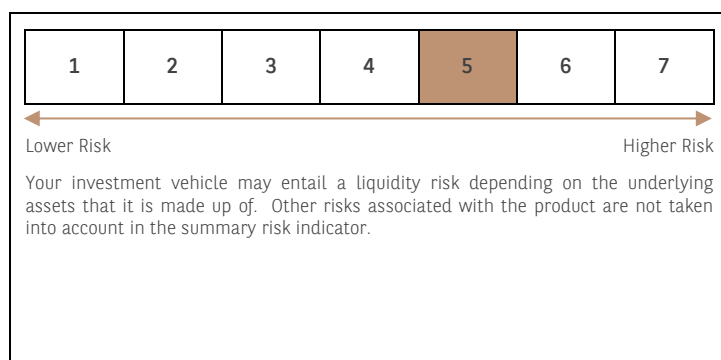 1 2 3 4 5 6 7
Lower Risk Higher Risk
Your investment vehicle may entail a liquidity risk depending on the underlying
assets that it is made up of. Other risks associated with the product are not taken
into account in the summary risk indicator.